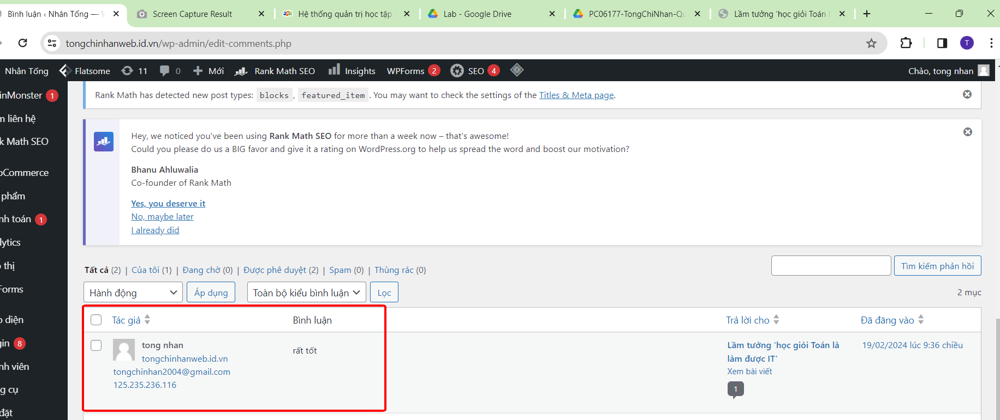 Bình luận ‹ Nhân Tống —
Screen Capture Result
Hệ thống quản trị học tập
Lab - Google Drive
PC06177-TongChiNhan-Qu
Lầm tưởng ‘học giỏi Toán
tongchinhanweb.id.vn/wp-admin/edit-comments.php
T
Nhân Tống
Flatsome
11
0
Mới
Rank Math SEO
Insights
WPForms 2
SEO 4
Chào, tong nhan
inMonster 1
m liên hệ
k Math SEO
oCommerce
phẩm
nh toán 1
lytics
thị
Forms
o diện
gin 8
nh viên
g cụ
đặt
Rank Math has detected new post types: blocks , featured_item . You may want to check the settings of the Titles & Meta page.
Hey, we noticed you've been using Rank Math SEO for more than a week now – that's awesome!
Could you please do us a BIG favor and give it a rating on WordPress.org to help us spread the word and boost our motivation?
Bhanu Ahluwalia
Co-founder of Rank Math
Yes, you deserve it
No, maybe later
I already did
Tất cả (2) | Của tôi (1) | Đang chờ (0) | Được phê duyệt (2) | Spam (0) | Thùng rác (0)
Tìm kiếm phản hồi
Hành động
Áp dụng
Toàn bộ kiểu bình luận
Lọc
2 mục
Tác giả
Bình luận
Trả lời cho
Đã đăng vào
tong nhan
tongchinhanweb.id.vn
tongchinhan2004@gmail.com
125.235.236.116
rất tốt
Lầm tưởng ‘học giỏi Toán là
làm được IT’
Xem bài viết
1
19/02/2024 lúc 9:36 chiều